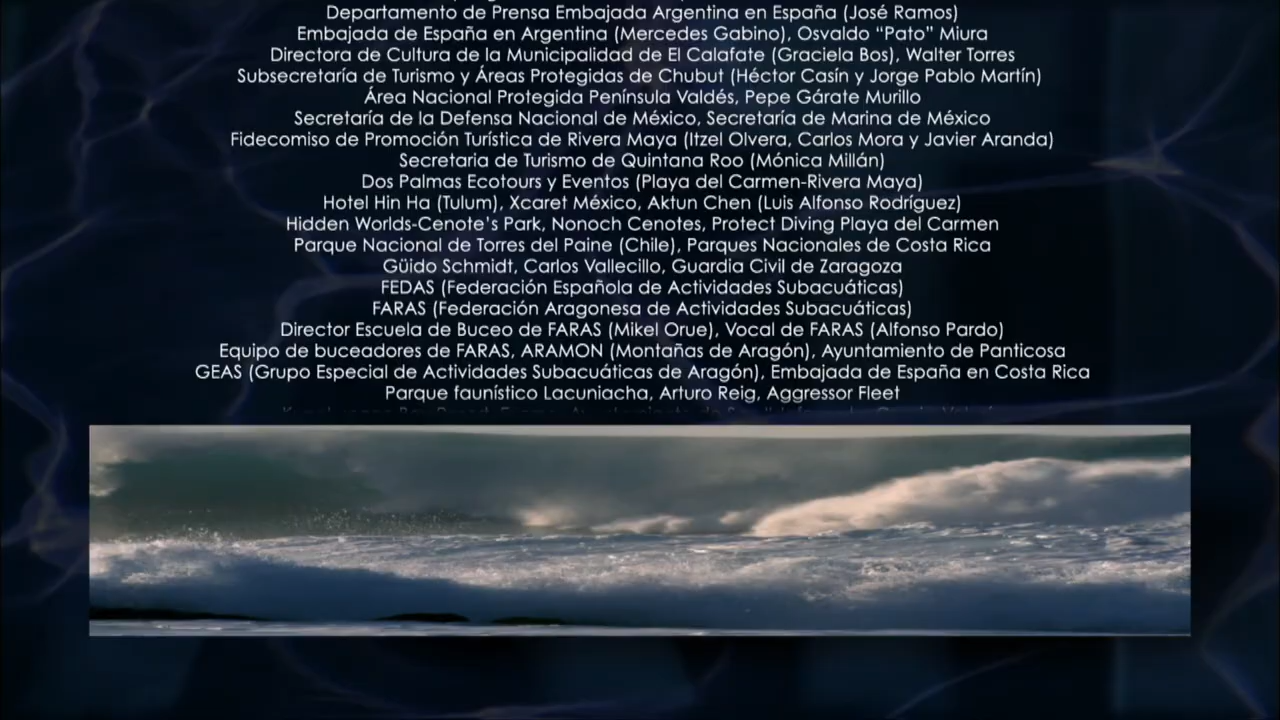 Departamento de Prensa Embajada Argentina en España (José Ramos)
Embajada de España en Argentina (Mercedes Gabino), Osvaldo “Pato” Miura
Directora de Cultura de la Municipalidad de El Calafate (Graciela Bos), Walter Torres
Subsecretaría de Turismo y Áreas Protegidas de Chubut (Héctor Casín y Jorge Pablo Martín)
Área Nacional Protegida Península Valdés, Pepe Gárate Murillo
Secretaría de la Defensa Nacional de México, Secretaría de Marina de México
Fidecomiso de Promoción Turística de Rivera Maya (Itzel Olvera, Carlos Mora y Javier Aranda)
Secretaria de Turismo de Quintana Roo (Mónica Millán)
Dos Palmas Ecotours y Eventos (Playa del Carmen-Rivera Maya)
Hotel Hin Ha (Tulum), Xcaret México, Aktun Chen (Luis Alfonso Rodríguez)
Hidden Worlds-Cenote’s Park, Nonoch Cenotes, Protect Diving Playa del Carmen
Parque Nacional de Torres del Paine (Chile), Parques Nacionales de Costa Rica
Güido Schmidt, Carlos Vallecillo, Guardia Civil de Zaragoza
FEDAS (Federación Española de Actividades Subacuáticas)
FARAS (Federación Aragonesa de Actividades Subacuáticas)
Director Escuela de Buceo de FARAS (Mikel Orue), Vocal de FARAS (Alfonso Pardo)
Equipo de buceadores de FARAS, ARAMON (Montañas de Aragón), Ayuntamiento de Panticosa
GEAS (Grupo Especial de Actividades Subacuáticas de Aragón), Embajada de España en Costa Rica
Parque faunístico Lacuniacha, Arturo Reig, Aggressor Fleet